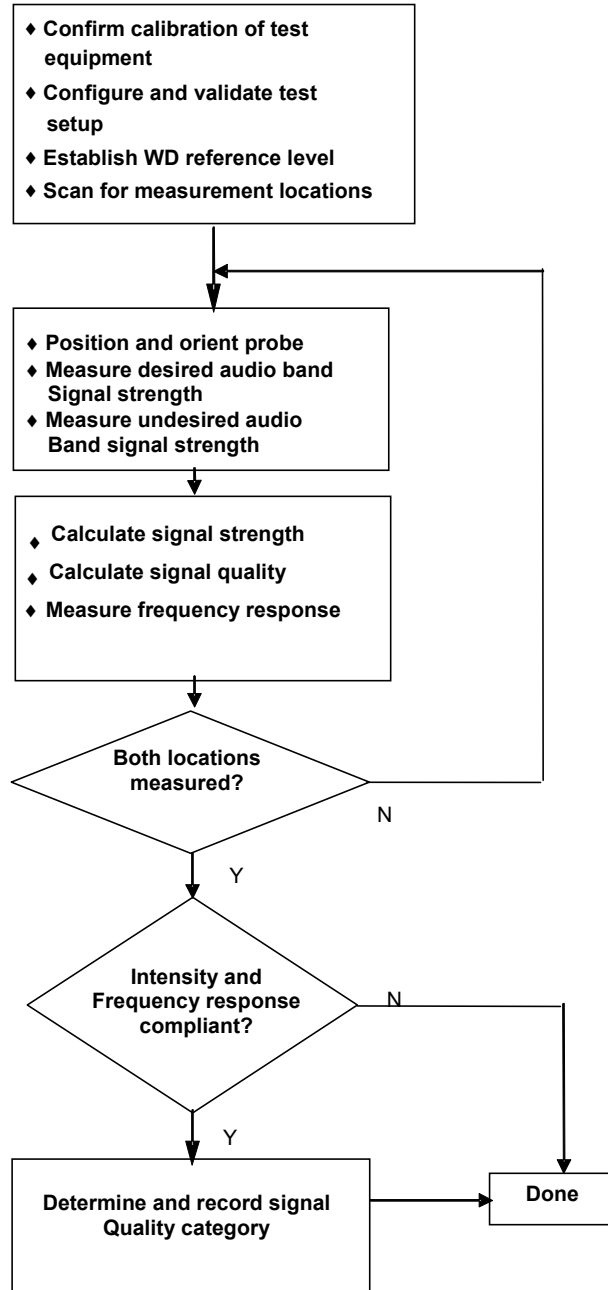 ♦ Confirm calibration of test
equipment
♦ Configure and validate test
setup
♦ Establish WD reference level
♦ Scan for measurement locations
♦ Position and orient probe
♦ Measure desired audio band
Signal strength
♦ Measure undesired audio
Band signal strength
♦ Calculate signal strength
♦ Calculate signal quality
♦ Measure frequency response
Both locations
measured?
N
Y
Intensity and
Frequency response
compliant?
N
Y
Determine and record signal
Quality category
Done